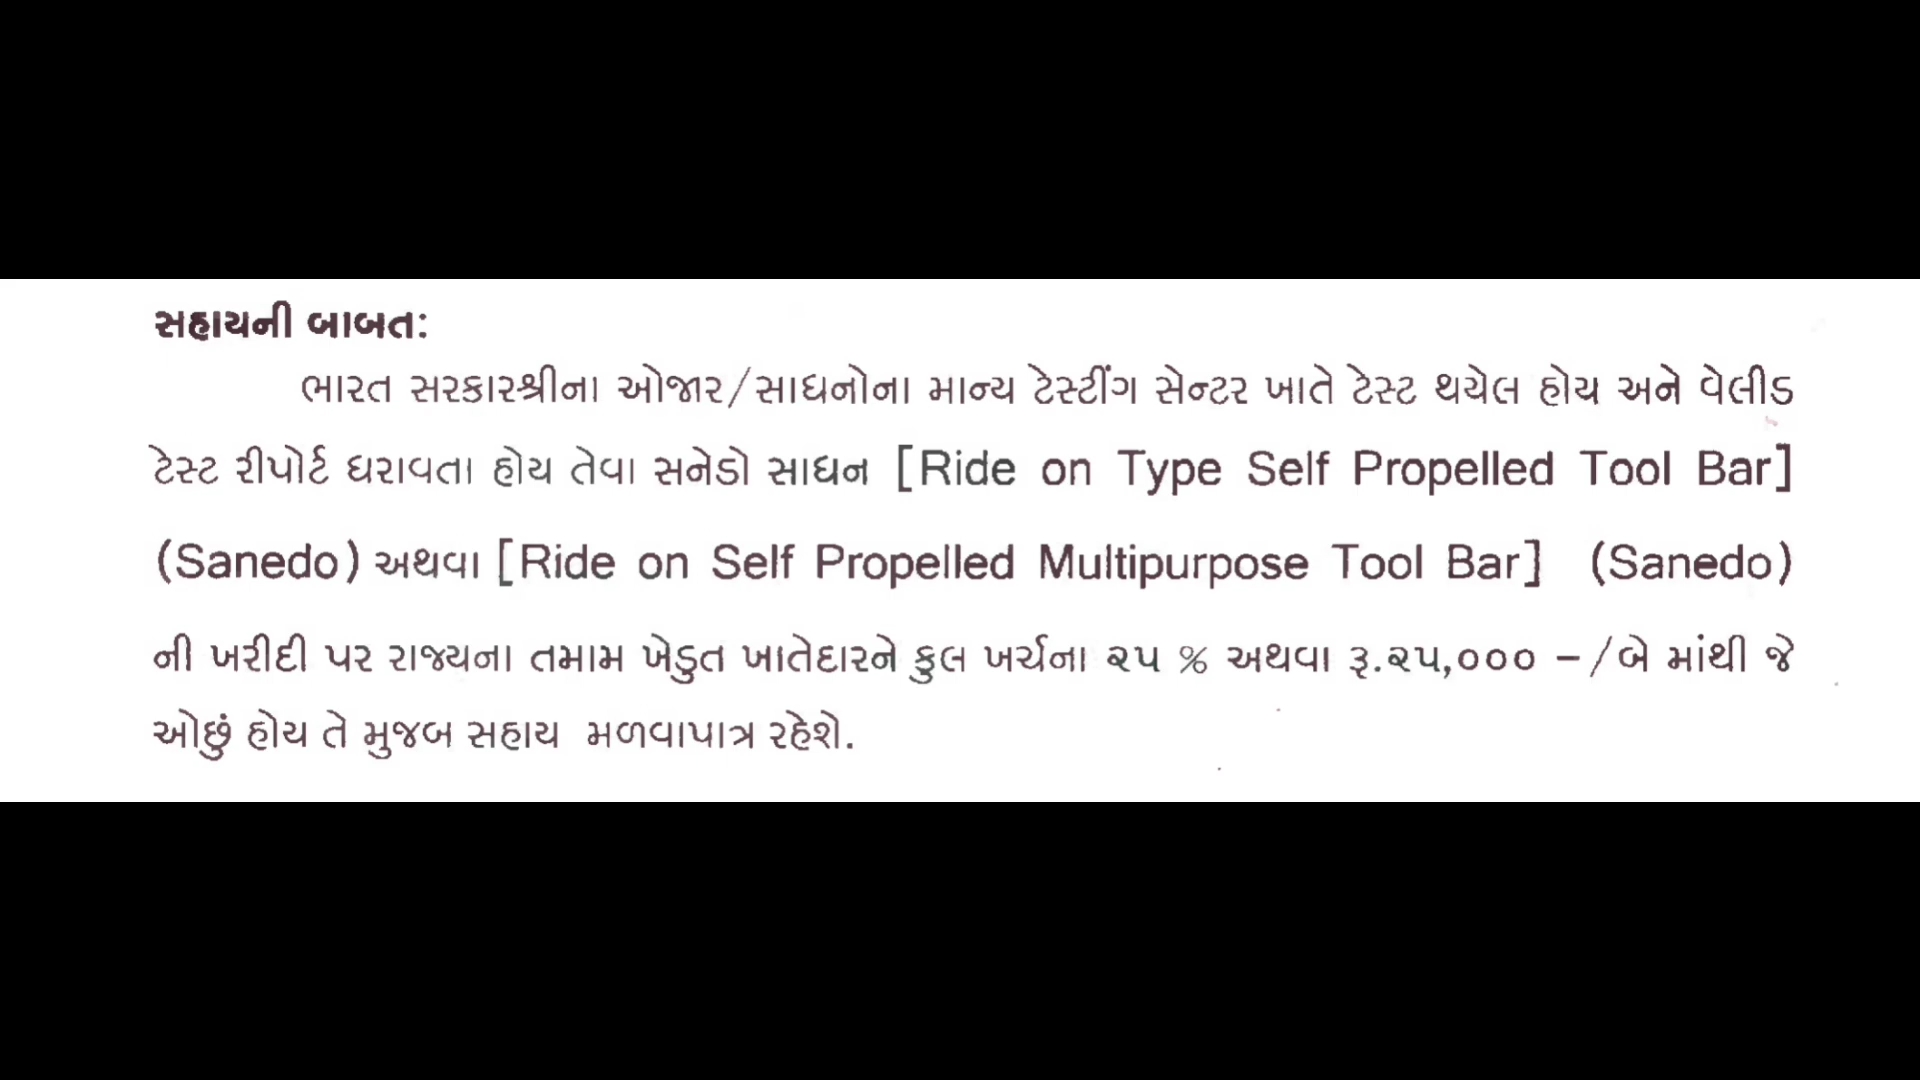 સહાયની બાબત:
ભારત સરકારશ્રીના ઓજાર/સાધનોના માન્ય ટેસ્ટીંગ સેન્ટર ખાતે ટેસ્ટ થયેલ હોય અને વેલીડ
ટેસ્ટ રીપોર્ટ ધરાવતા હોય તેવા સનેડો સાધન [Ride on Type Self Propelled Tool Bar]
(Sanedo) અથવા [Ride on Self Propelled Multipurpose Tool Bar] (Sanedo)
ની ખરીદી પર રાજ્યના તમામ ખેડુત ખાતેદારને કુલ ખર્ચના ૨૫ % અથવા રૂ.૨૫,૦૦૦ –/બે માંથી જે
ઓછું હોય તે મુજબ સહાય મળવાપાત્ર રહેશે.